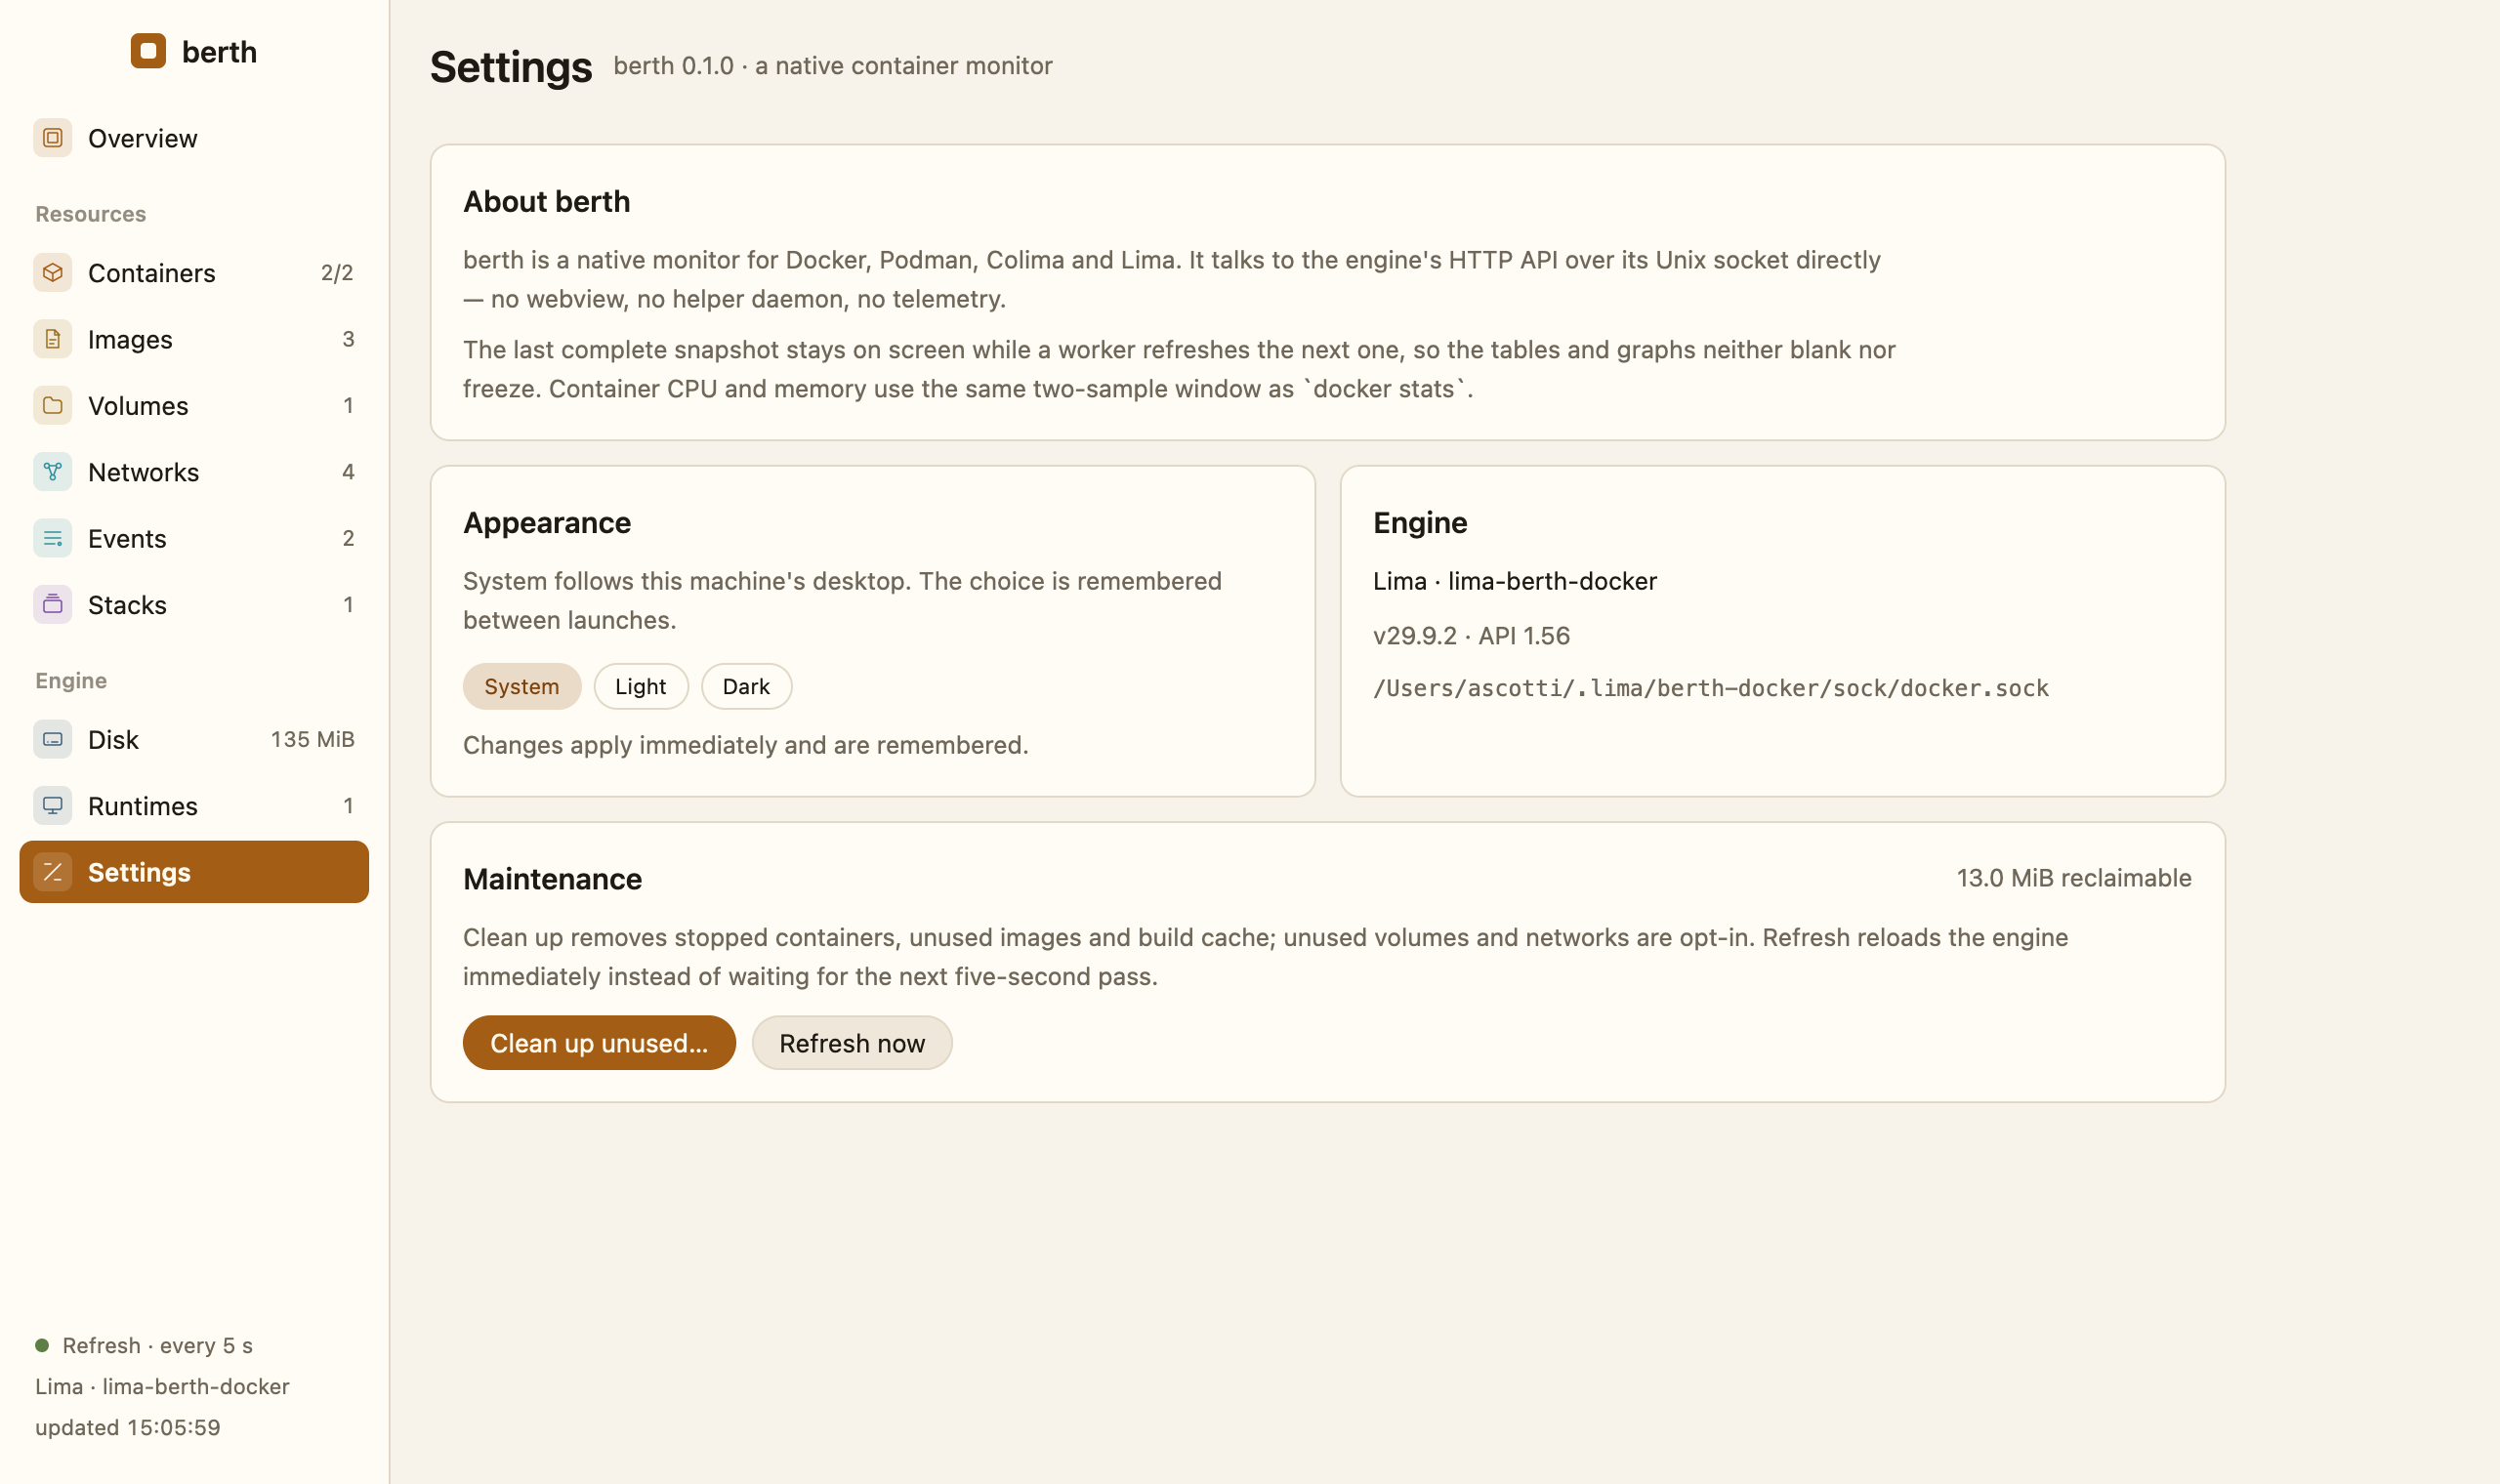 berth
Overview
Resources
Containers 2/2
Images 3
Volumes 1
Networks 4
Events 2
Stacks 1
Engine
Disk 135 MiB
Runtimes 1
Settings
Refresh · every 5 s
Lima · lima-berth-docker
updated 15:05:59
Settings berth 0.1.0 · a native container monitor
About berth
berth is a native monitor for Docker, Podman, Colima and Lima. It talks to the engine's HTTP API over its Unix socket directly
— no webview, no helper daemon, no telemetry.
The last complete snapshot stays on screen while a worker refreshes the next one, so the tables and graphs neither blank nor
freeze. Container CPU and memory use the same two-sample window as `docker stats`.
Appearance
System follows this machine's desktop. The choice is remembered
between launches.
System Light Dark
Changes apply immediately and are remembered.
Engine
Lima · lima-berth-docker
v29.9.2 · API 1.56
/Users/ascotti/.lima/berth-docker/sock/docker.sock
Maintenance 13.0 MiB reclaimable
Clean up removes stopped containers, unused images and build cache; unused volumes and networks are opt-in. Refresh reloads the engine
immediately instead of waiting for the next five-second pass.
Clean up unused... Refresh now